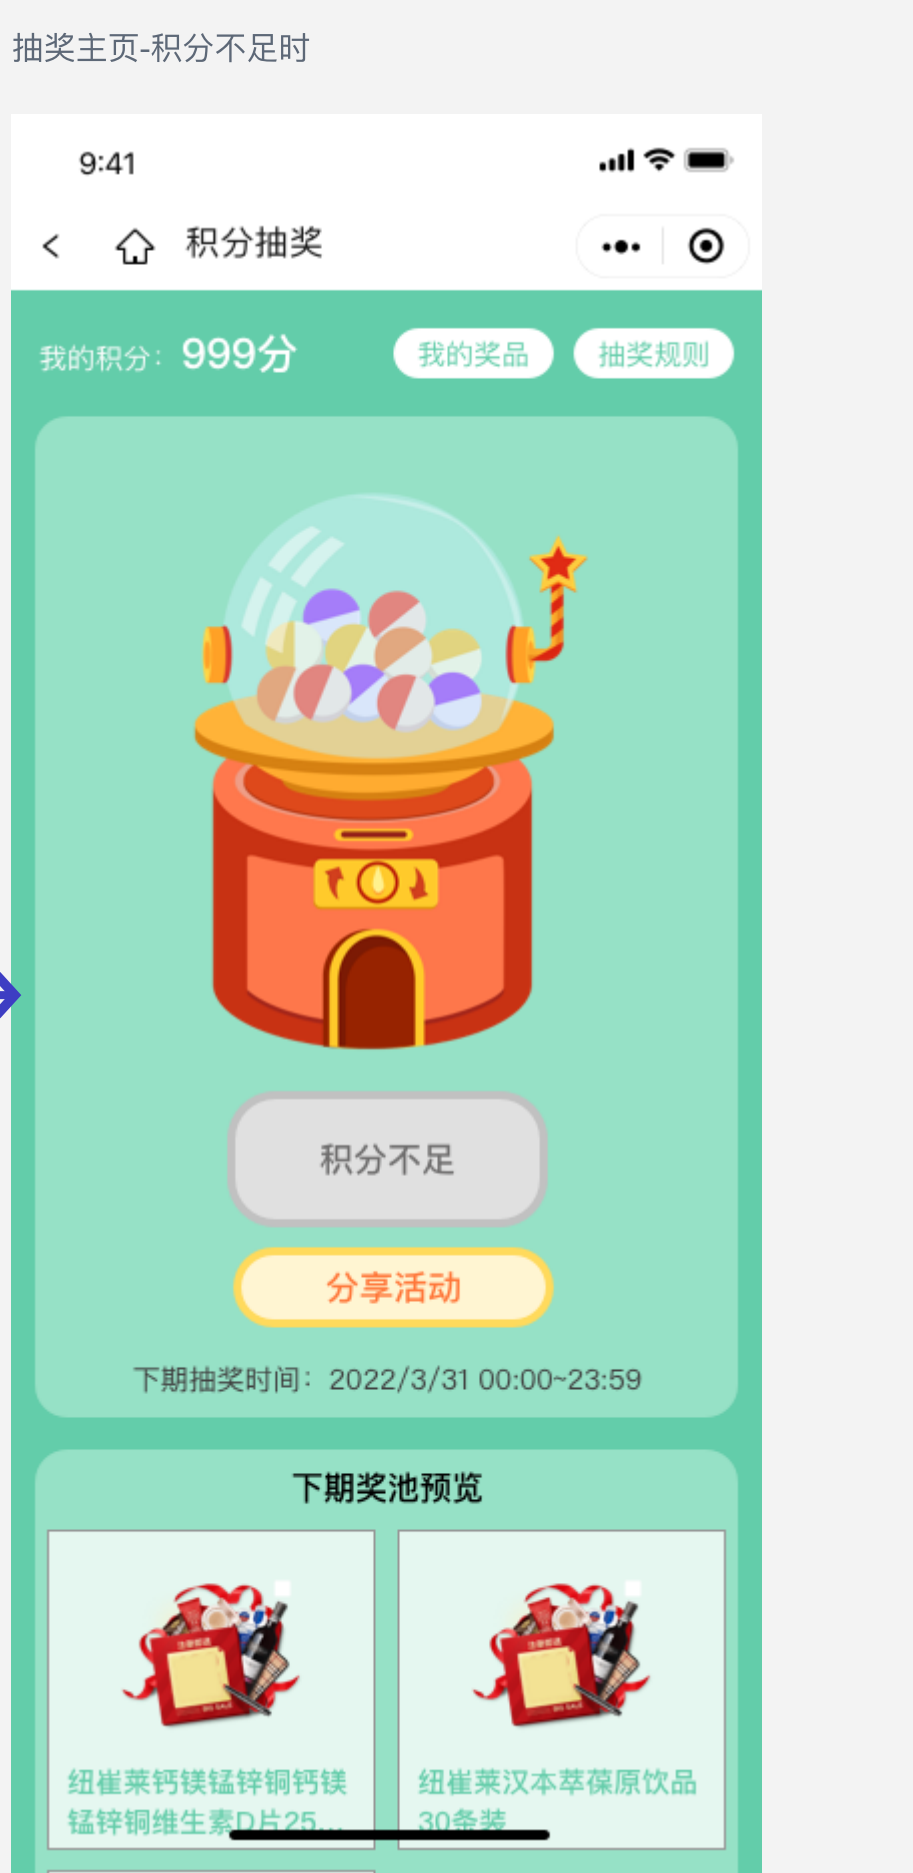 抽奖主页-积分不足时
9:41
积分抽奖
我的积分：999分
我的奖品
抽奖规则
积分不足
分享活动
下期抽奖时间：2022/3/31 00:00~23:59
下期奖池预览
纽崔莱钙镁锰锌铜钙镁
锰锌铜维生素D片25...
纽崔莱汉本萃葆原饮品
30条装